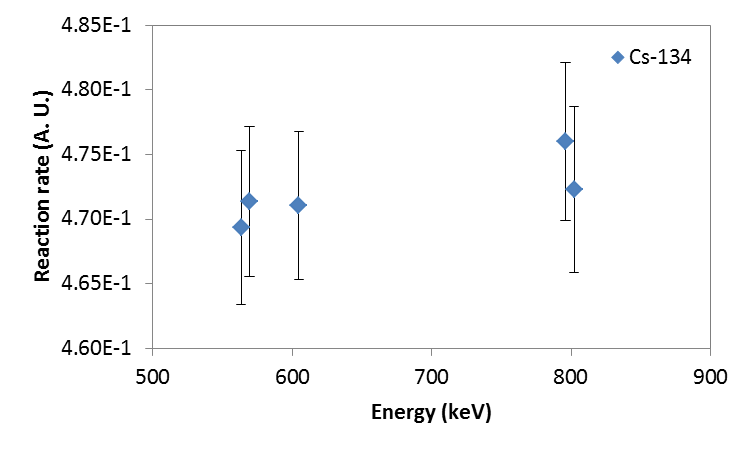 4.85E-1
Cs-134
4.80E-1
4.75E-1
4.70E-1
4.65E-1
4.60E-1
Reaction rate (A. U.)
500 600 700 800 900
Energy (keV)